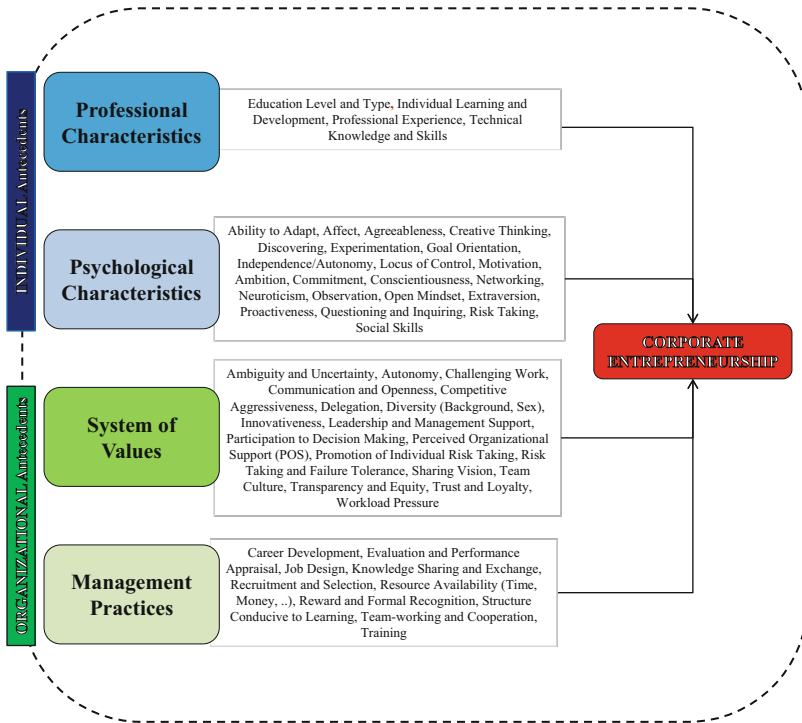 INDIVIDUAL Antecedents
Professional
Characteristics
Education Level and Type, Individual Learning and
Development, Professional Experience, Technical
Knowledge and Skills
Psychological
Characteristics
Ability to Adapt, Affect, Agreeableness, Creative Thinking,
Discovering, Experimentation, Goal Orientation,
Independence/Autonomy, Locus of Control, Motivation,
Ambition, Commitment, Conscientiousness, Networking,
Neuroticism, Observation, Open Mindset, Extraversion,
Proactiveness, Questioning and Inquiring, Risk Taking,
Social Skills
CORPORATE
ENTREPRENEURSHIP
ORGANIZATIONAL Antecedents
System of
Values
Ambiguity and Uncertainty, Autonomy, Challenging Work,
Communication and Openness, Competitive
Aggressiveness, Delegation, Diversity (Background, Sex),
Innovativeness, Leadership and Management Support,
Participation to Decision Making, Perceived Organizational
Support (POS), Promotion of Individual Risk Taking, Risk
Taking and Failure Tolerance, Sharing Vision, Team
Culture, Transparency and Equity, Trust and Loyalty,
Workload Pressure
Management
Practices
Career Development, Evaluation and Performance
Appraisal, Job Design, Knowledge Sharing and Exchange,
Recruitment and Selection, Resource Availability (Time,
Money, ..), Reward and Formal Recognition, Structure
Conducive to Learning, Team-working and Cooperation,
Training